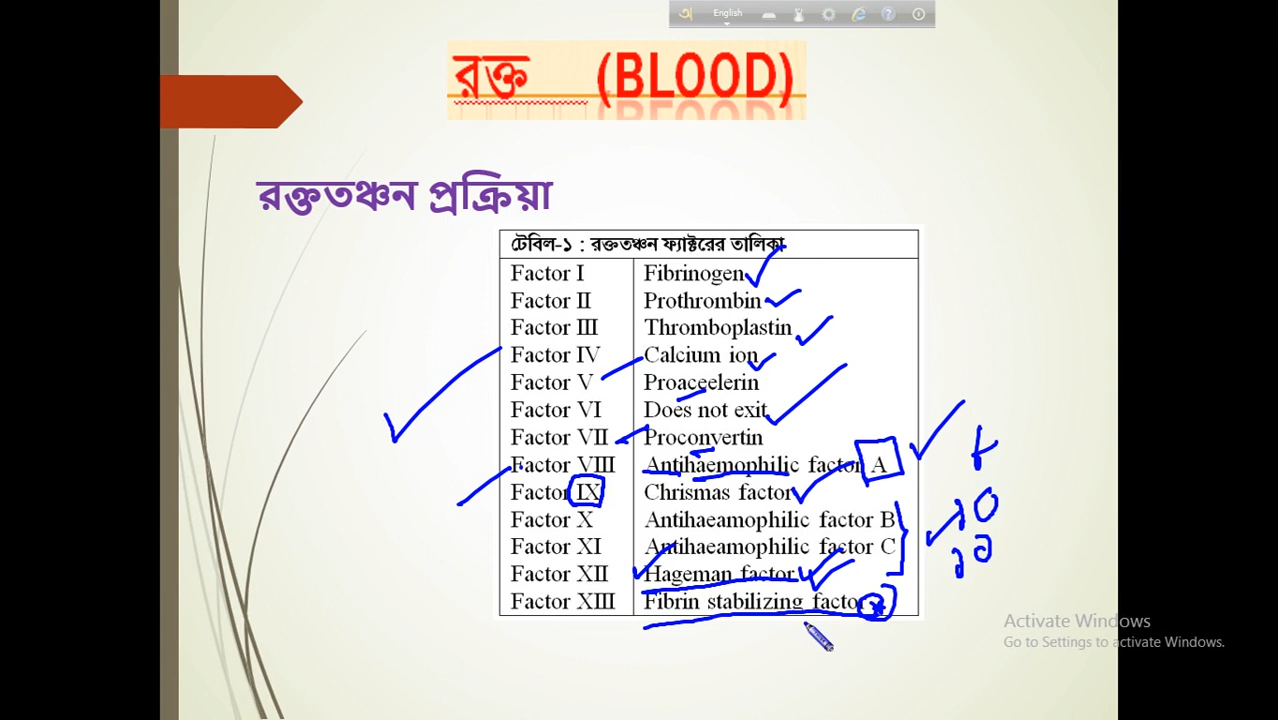 অ English
রক্ত (BLOOD)
রক্ততঞ্চন প্রক্রিয়া
টেবিল-১ : রক্ততঞ্চন ফ্যাক্টরের তালিকা
Factor I Fibrinogen
Factor II Prothrombin
Factor III Thromboplastin
Factor IV Calcium ion
Factor V Proaceelerin
Factor VI Does not exit
Factor VII Proconvertin
Factor VIII Antihaemophilic factor A
Factor IX Chrismas factor
Factor X Antihaeamophilic factor B
Factor XI Antihaeamophilic factor C
Factor XII Hageman factor
Factor XIII Fibrin stabilizing factor
১০
Activate Windows
Go to Settings to activate Windows.